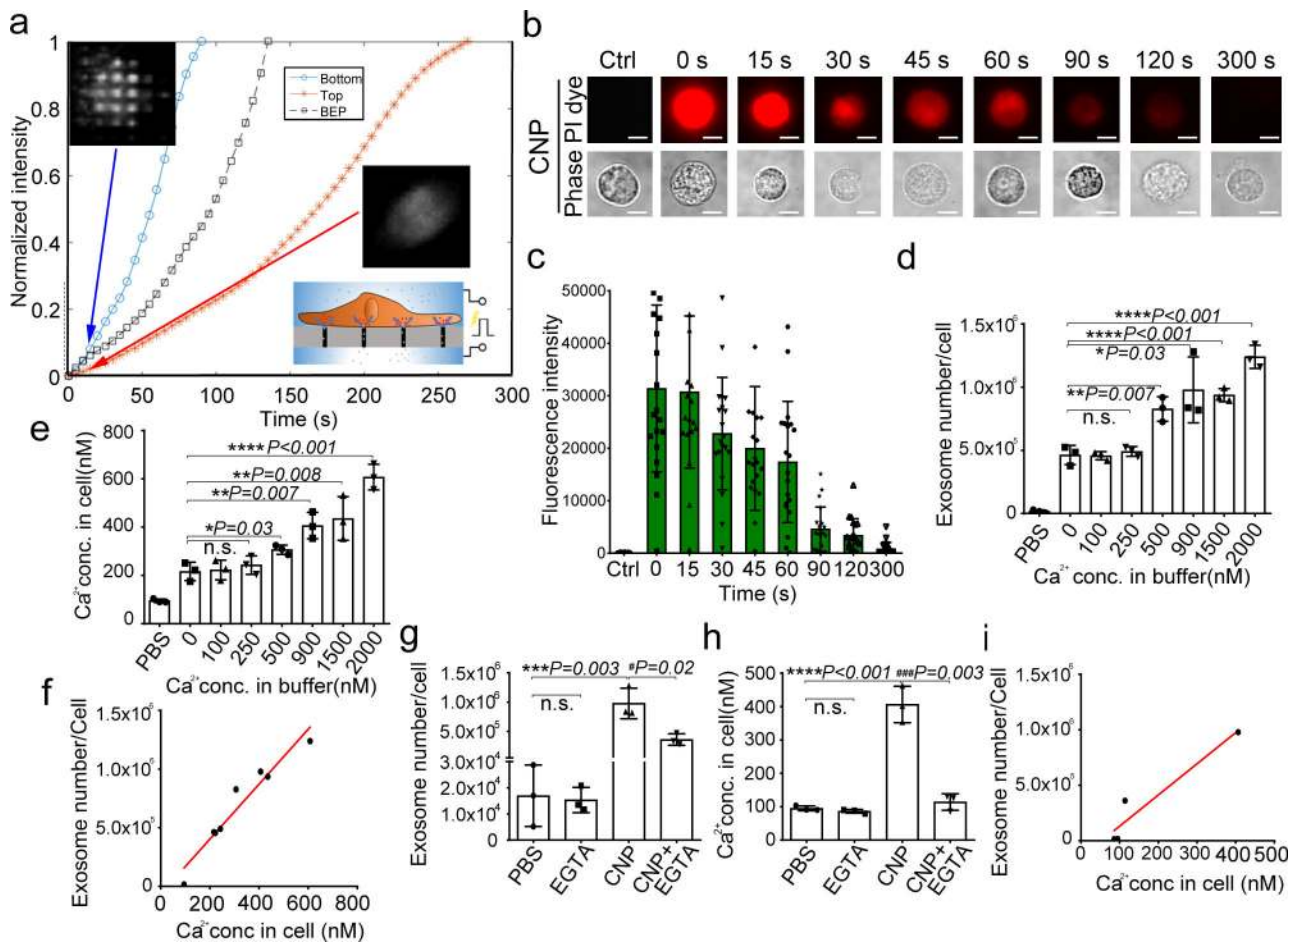 a
1
0.8
0.6
0.4
0.2
0
Normalized intensity
0 50 100 150 200 250 300
Time (s)
Bottom
Top
BEP
b
Ctrl 0 s 15 s 30 s 45 s 60 s 90 s 120 s 300 s
CNP
PI dye
Phase
c
Fluorescence intensity
50000
40000
30000
20000
10000
0
Ctrl 0 15 30 45 60 90 120 300
Time (s)
d
Exosome number/cell
1.5x10⁶
1.0x10⁶
5.0x10⁵
0
****P<0.001
****P<0.001
*P=0.03
**P=0.007
n.s.
PBS 0 100 250 500 900 1500 2000
Ca²⁺ conc. in buffer(nM)
e
Ca²⁺ conc. in cell(nM)
800
600
400
200
0
****P<0.001
**P=0.008
**P=0.007
*P=0.03
n.s.
PBS 0 100 250 500 900 1500 2000
Ca²⁺ conc. in buffer(nM)
f
Exosome number/Cell
1.5x10⁶
1.0x10⁶
5.0x10⁵
0
0 200 400 600 800
Ca²⁺conc in cell (nM)
g
Exosome number/cell
1.5x10⁶
1.0x10⁶
5.0x10⁵
3.0x10⁴
2.0x10⁴
1.0x10⁴
0
***P=0.003 #P=0.02
n.s.
PBS EGTA CNP CNP+
EGTA
h
Ca²⁺conc. in cell(nM)
500
400
300
200
100
0
****P<0.001 ###P=0.003
n.s.
PBS EGTA CNP CNP+
EGTA
i
Exosome number/cell
1.5x10⁶
1.0x10⁶
5.0x10⁵
0
0 100 200 300 400 500
Ca²⁺conc in cell (nM)